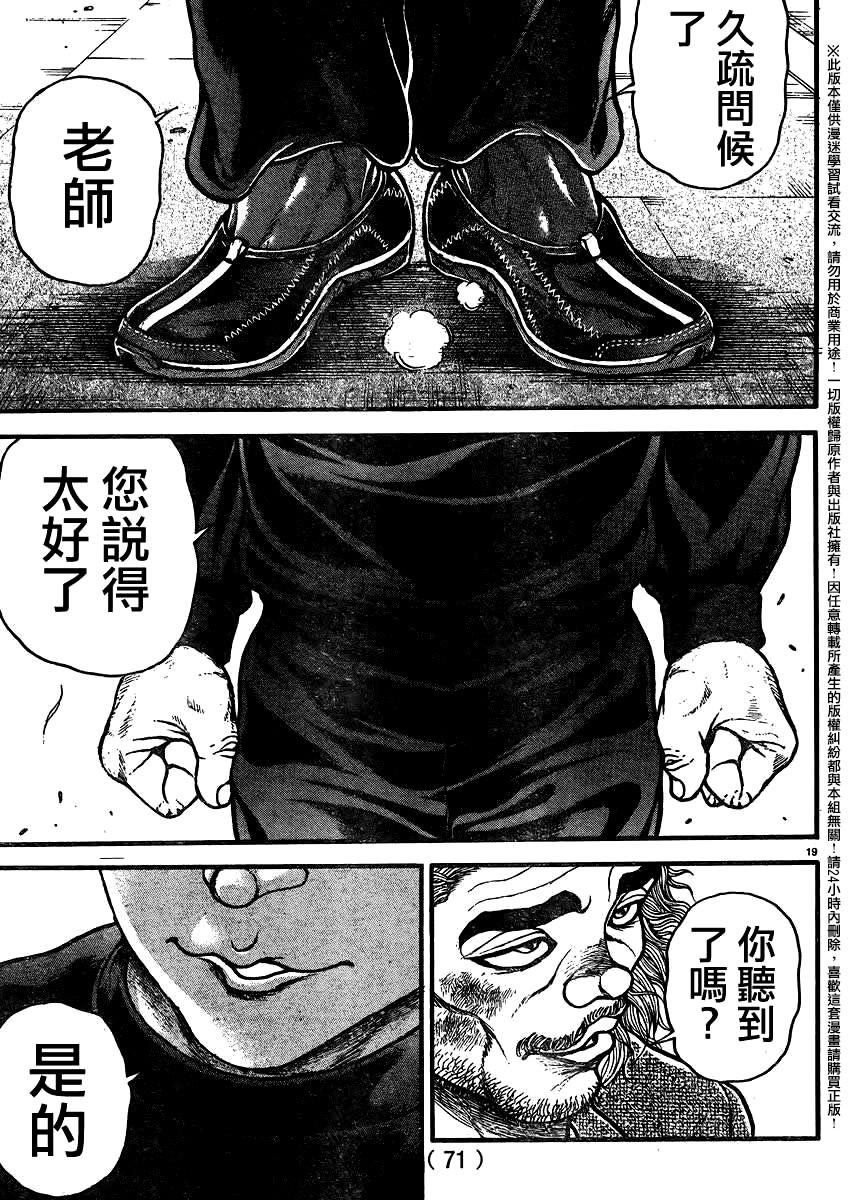 久疏問候
了
老師
您說得
太好了
19
你聽到
了嗎？
是的
（ 71 ）
※此版本僅供漫迷學習試看交流，請勿用於商業用途！一切版權歸原作者與出版社擁有！因任意轉載所產生的版權糾紛都與本組無關！請24小時內刪除，喜歡這套漫畫請購買正版！